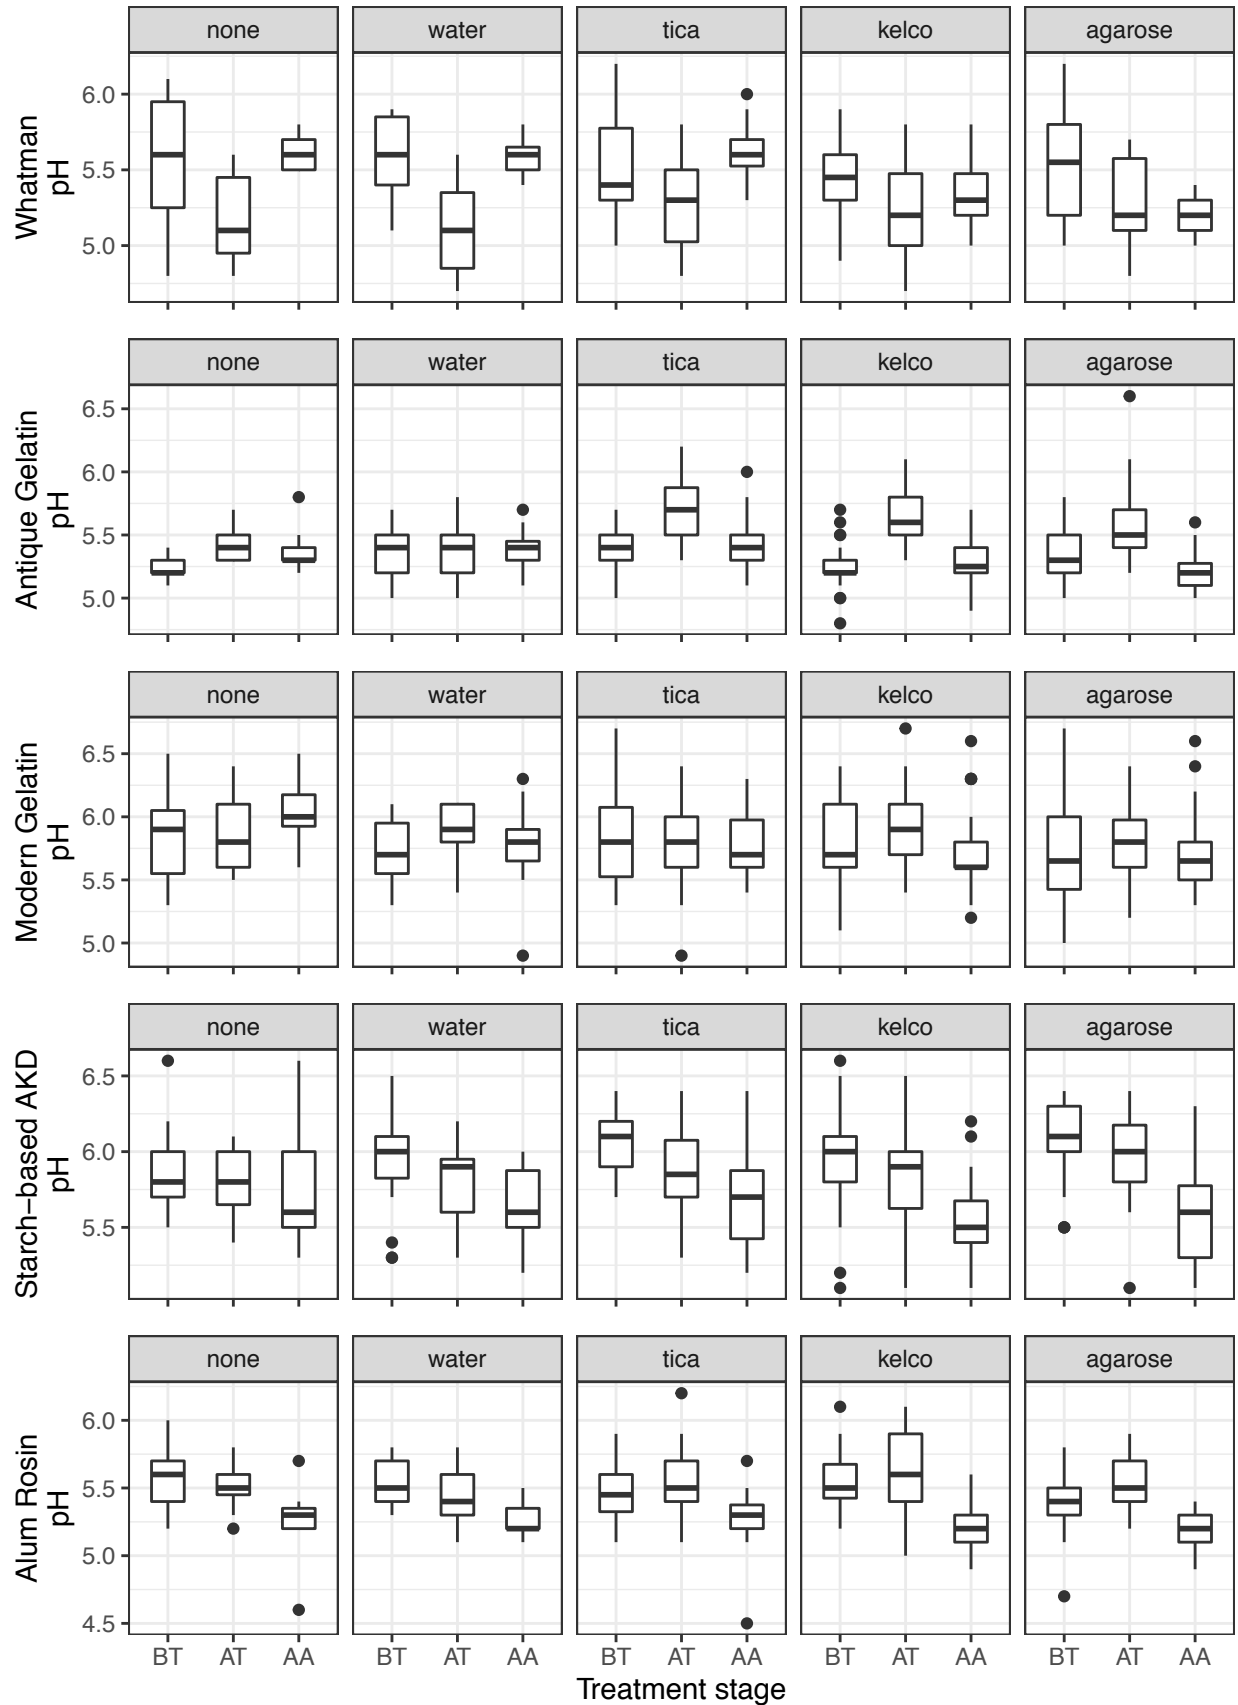 none water tica kelco agarose
Whatman
pH
6.0
5.5
5.0
none water tica kelco agarose
Antique Gelatin
pH
6.5
6.0
5.5
5.0
none water tica kelco agarose
Modern Gelatin
pH
6.5
6.0
5.5
5.0
none water tica kelco agarose
Starch–based AKD
pH
6.5
6.0
5.5
none water tica kelco agarose
Alum Rosin
pH
6.0
5.5
5.0
4.5
BT AT AA BT AT AA BT AT AA BT AT AA BT AT AA
Treatment stage